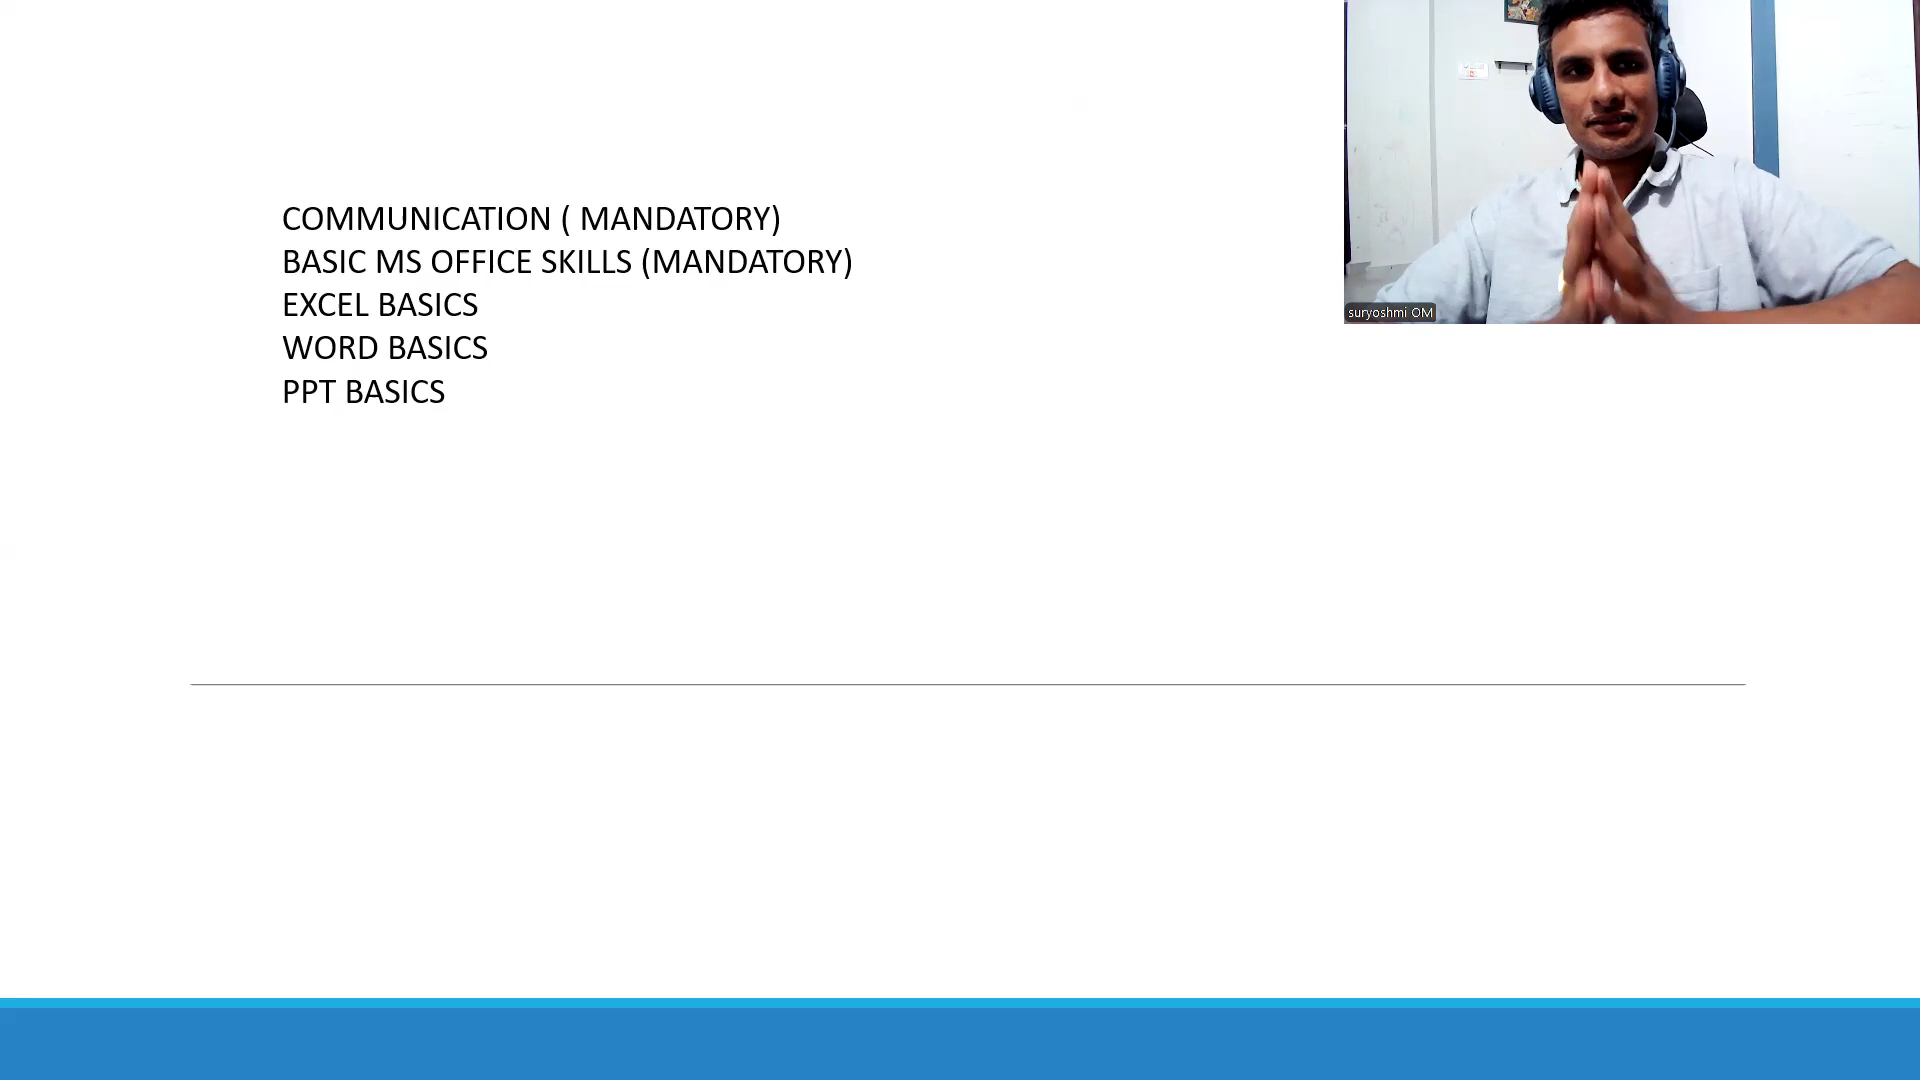 COMMUNICATION ( MANDATORY)
BASIC MS OFFICE SKILLS (MANDATORY)
EXCEL BASICS
WORD BASICS
PPT BASICS
suryoshmi OM